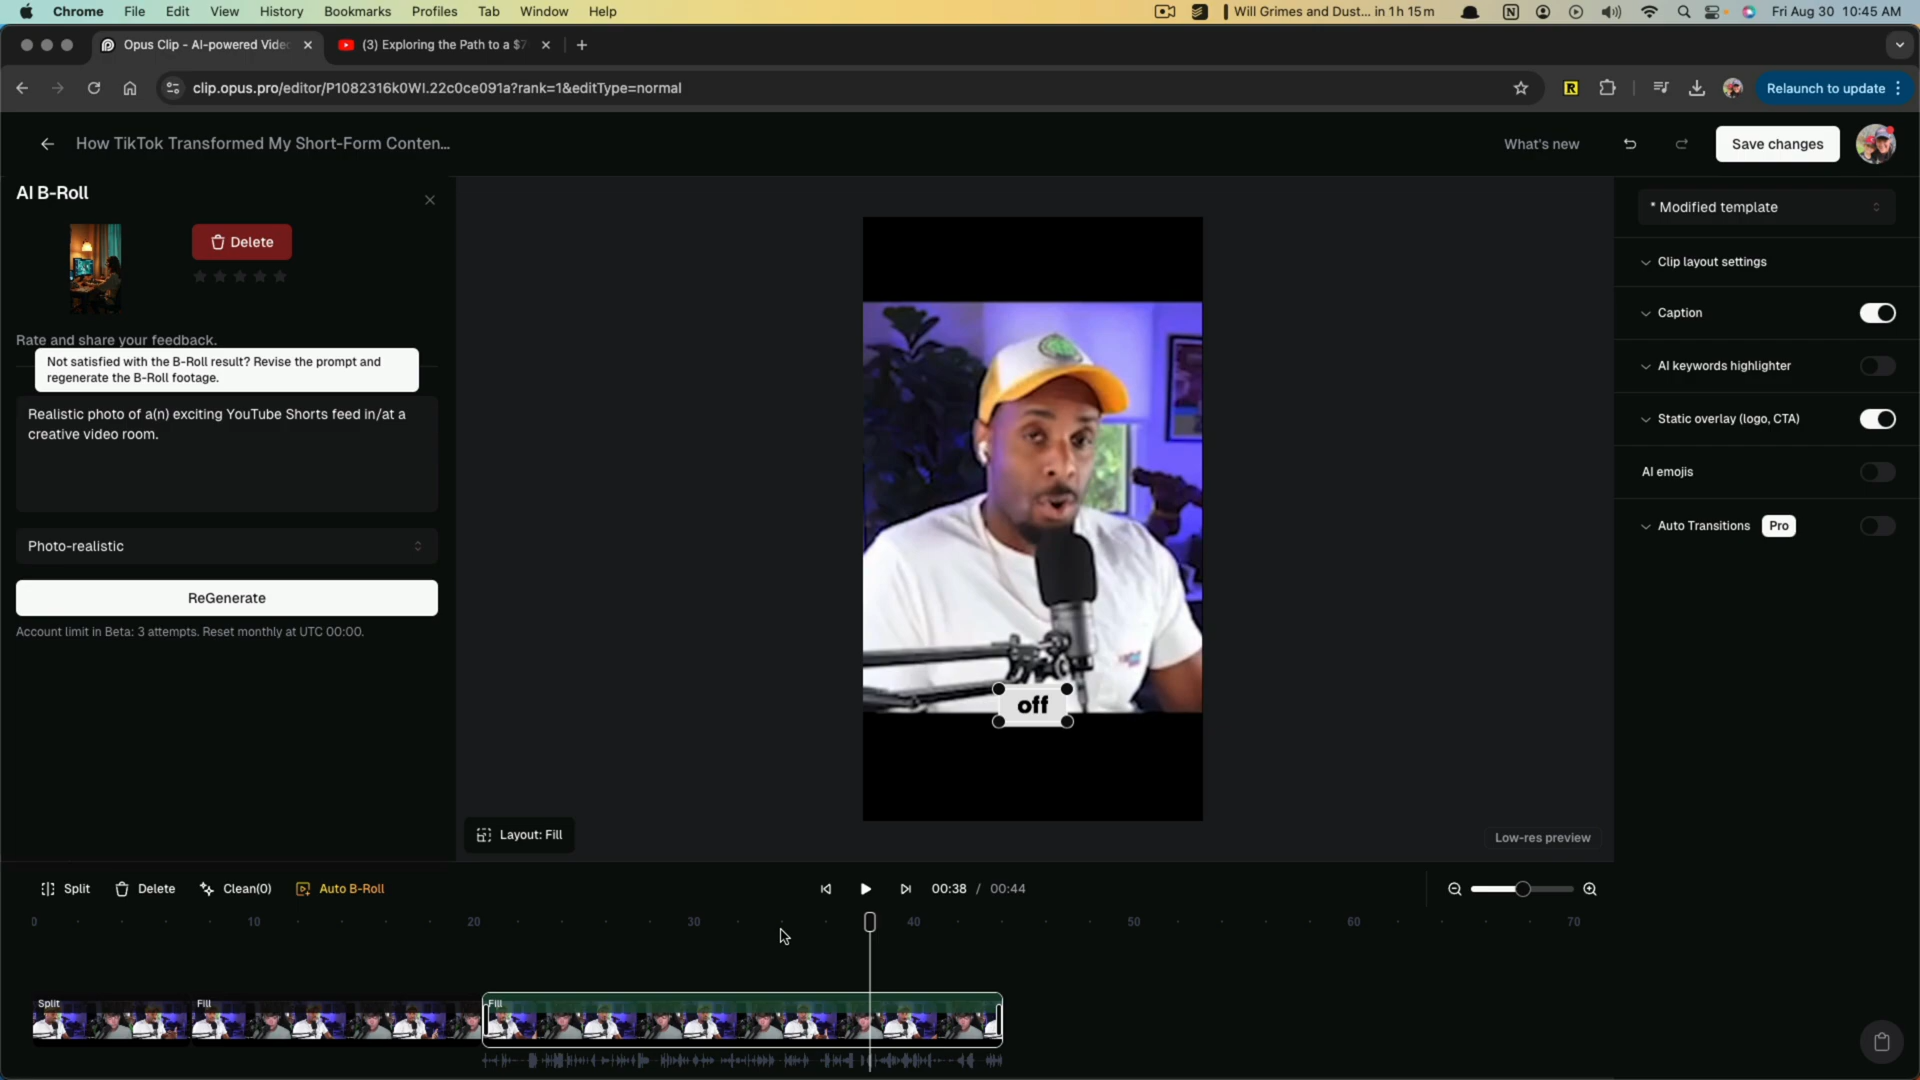 Chrome File Edit View History Bookmarks Profiles Tab Window Help
Will Grimes and Dust... in 1h 15m
Fri Aug 30 10:45 AM
Opus Clip - AI-powered Vide
(3) Exploring the Path to a $7
clip.opus.pro/editor/P1082316k0WI.22c0ce091a?rank=1&editType=normal
Relaunch to update
How TikTok Transformed My Short-Form Conten...
What's new
Save changes
AI B-Roll
Delete
Rate and share your feedback.
Not satisfied with the B-Roll result? Revise the prompt and
regenerate the B-Roll footage.
Realistic photo of a(n) exciting YouTube Shorts feed in/at a
creative video room.
Photo-realistic
ReGenerate
Account limit in Beta: 3 attempts. Reset monthly at UTC 00:00.
off
Layout: Fill
Low-res preview
* Modified template
Clip layout settings
Caption
AI keywords highlighter
Static overlay (logo, CTA)
AI emojis
Auto Transitions Pro
Split Delete Clean(0) Auto B-Roll
00:38 / 00:44
0 10 20 30 40 50 60 70
Split Fill Fill